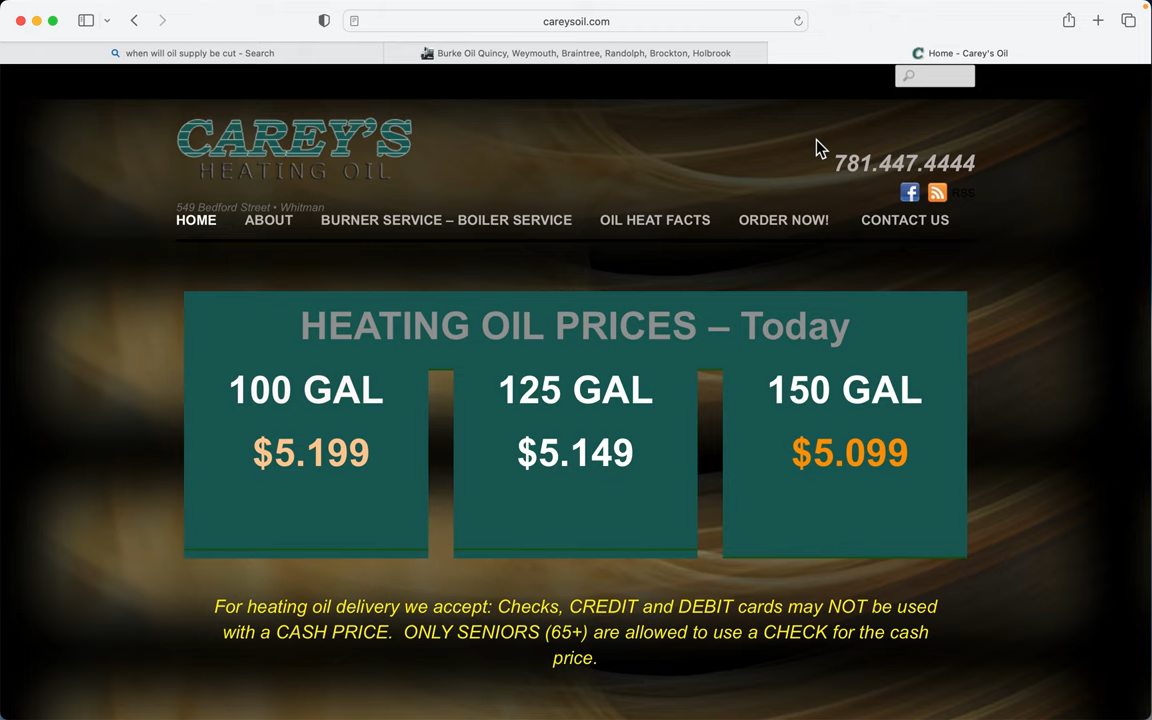 careysoil.com
when will oil supply be cut - Search
Burke Oil Quincy, Weymouth, Braintree, Randolph, Brockton, Holbrook
Home - Carey's Oil
CAREY'S
HEATING OIL
781.447.4444
RSS
549 Bedford Street • Whitman
HOME ABOUT BURNER SERVICE – BOILER SERVICE OIL HEAT FACTS ORDER NOW! CONTACT US
HEATING OIL PRICES – Today
100 GAL 125 GAL 150 GAL
$5.199 $5.149 $5.099
For heating oil delivery we accept: Checks, CREDIT and DEBIT cards may NOT be used
with a CASH PRICE. ONLY SENIORS (65+) are allowed to use a CHECK for the cash
price.